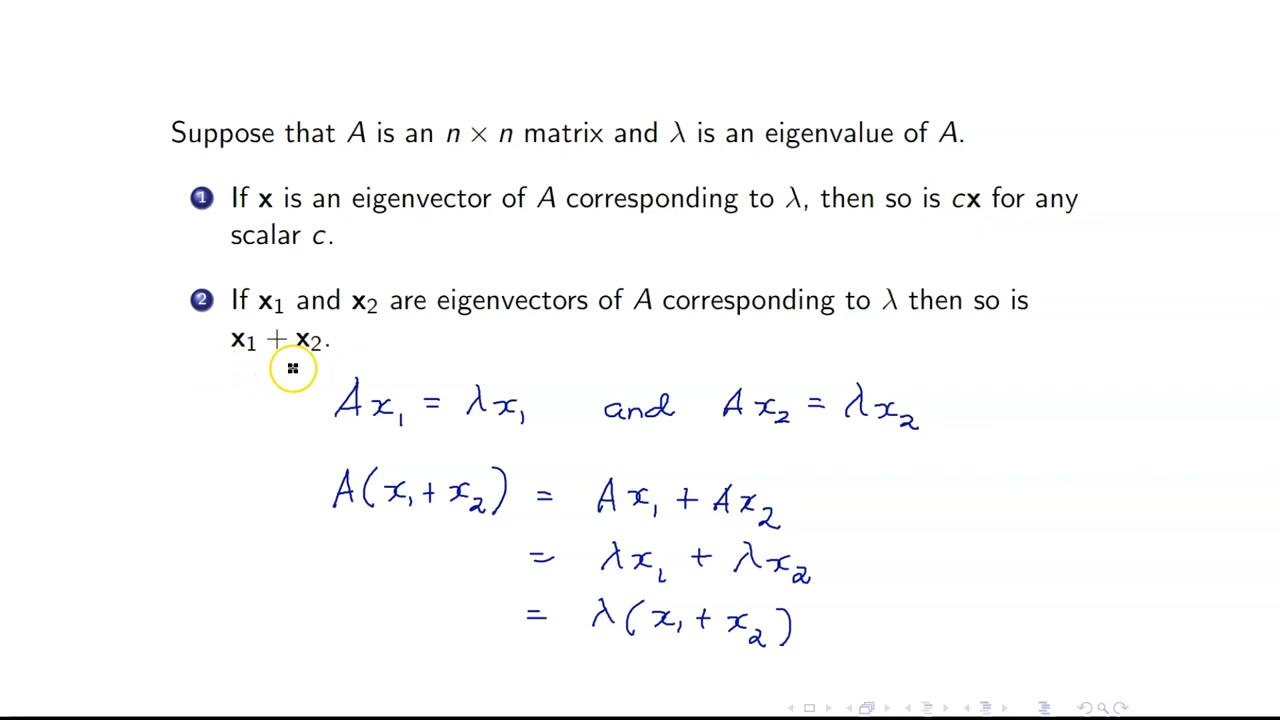 Suppose that A is an n × n matrix and λ is an eigenvalue of A.
1 If x is an eigenvector of A corresponding to λ, then so is cx for any
scalar c.
2 If x₁ and x₂ are eigenvectors of A corresponding to λ then so is
x₁ + x₂.
Ax₁ = λx₁ and Ax₂ = λx₂
A(x₁ + x₂) = Ax₁ + Ax₂
= λx₁ + λx₂
= λ(x₁ + x₂)